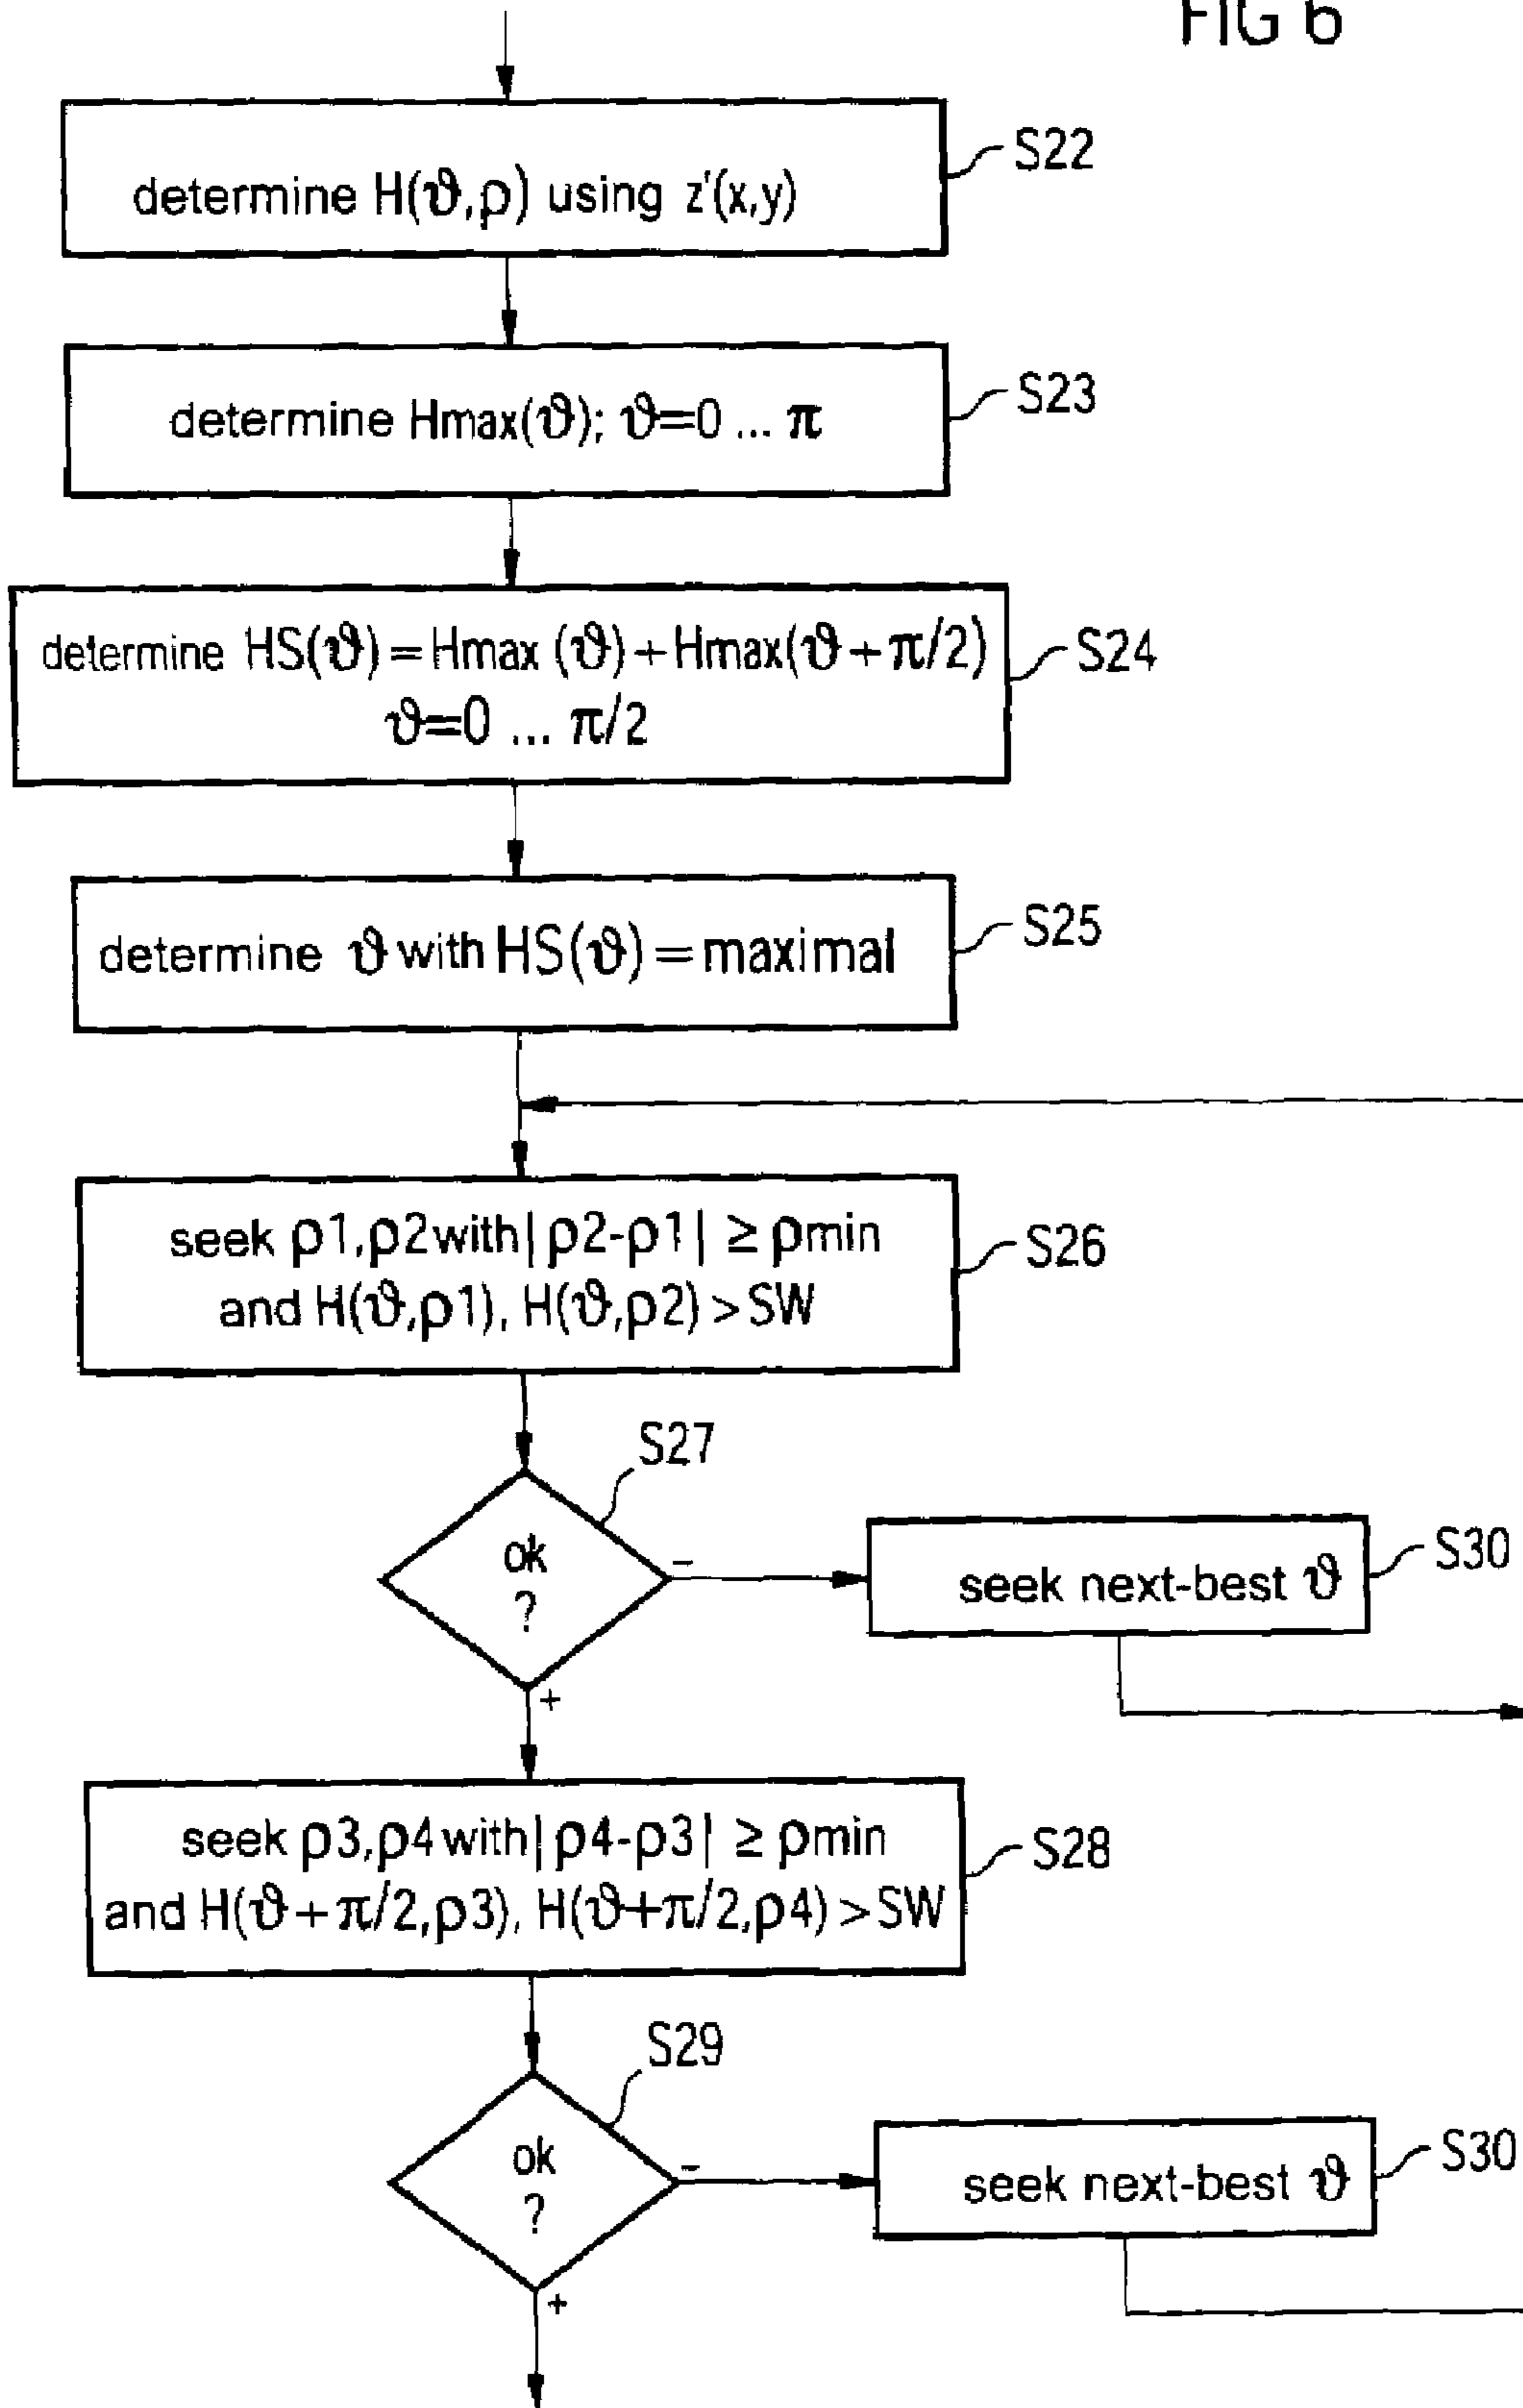 FIG 6
S22
determine H(ϑ,ρ) using z'(x,y)
S23
determine Hmax(ϑ); ϑ=0 ... π
S24
determine HS(ϑ)=Hmax (ϑ)+Hmax(ϑ+π/2)
ϑ=0 ... π/2
S25
determine ϑ with HS(ϑ)=maximal
S26
seek ρ1,ρ2 with|ρ2-ρ1| ≥ ρmin
and H(ϑ,ρ1), H(ϑ,ρ2) >SW
S27
ok
?
-
+
S30
seek next-best ϑ
S28
seek ρ3,ρ4 with|ρ4-ρ3| ≥ ρmin
and H(ϑ+π/2,ρ3), H(ϑ+π/2,ρ4) >SW
S29
ok
?
-
+
S30
seek next-best ϑ